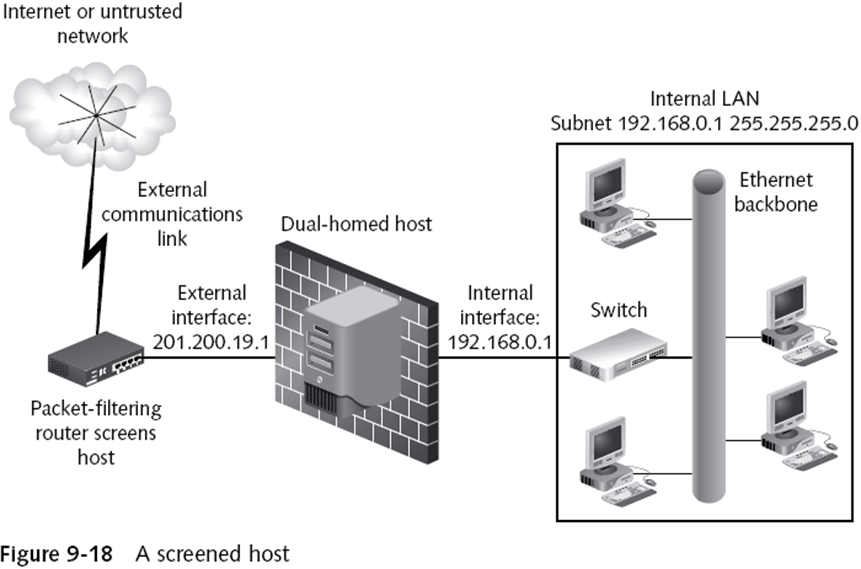 Internet or untrusted
network
External
communications
link
Dual-homed host
External
interface:
201.200.19.1
Internal
interface:
192.168.0.1
Packet-filtering
router screens
host
Internal LAN
Subnet 192.168.0.1 255.255.255.0
Ethernet
backbone
Switch
Figure 9-18 A screened host